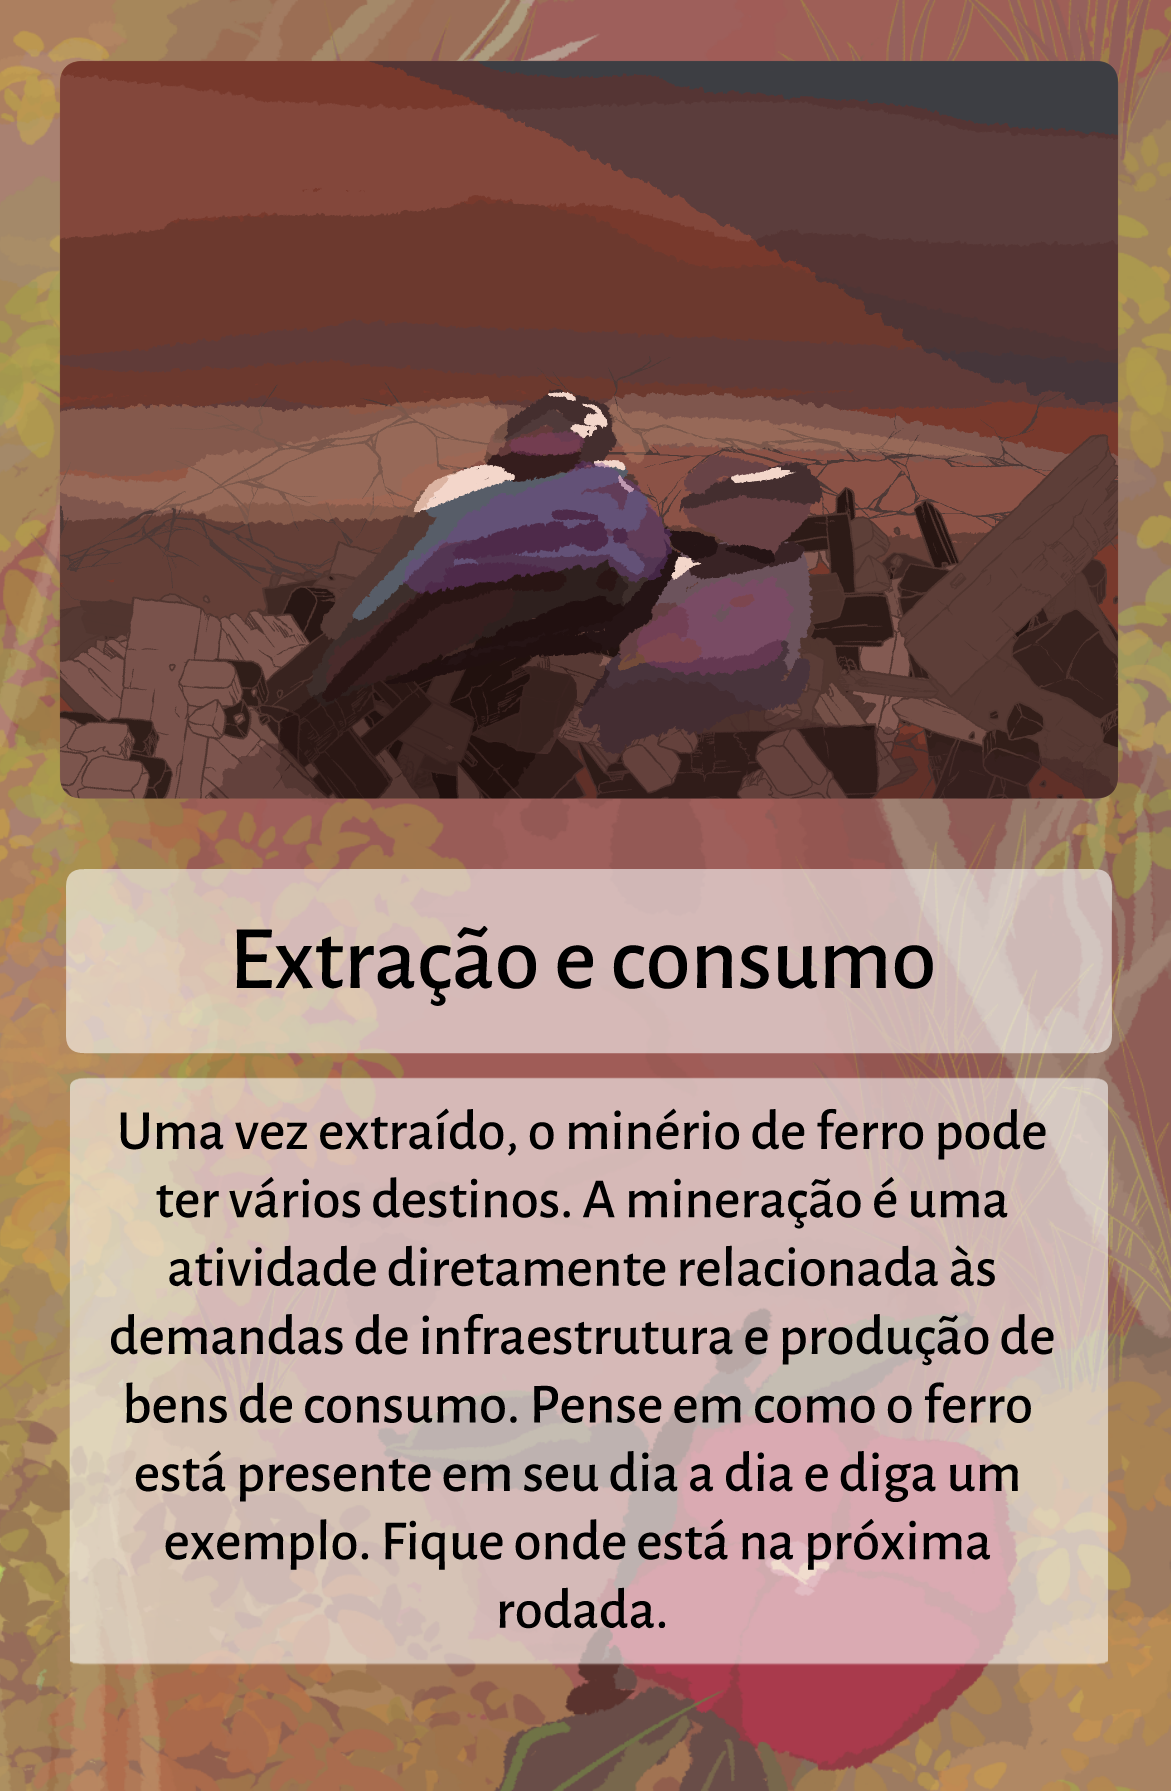 Extração e consumo
Uma vez extraído, o minério de ferro pode
ter vários destinos. A mineração é uma
atividade diretamente relacionada às
demandas de infraestrutura e produção de
bens de consumo. Pense em como o ferro
está presente em seu dia a dia e diga um
exemplo. Fique onde está na próxima
rodada.